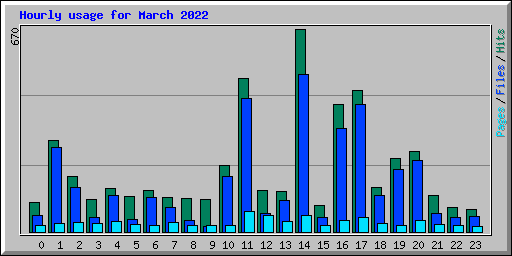 Hourly usage for March 2022
670
Pages/Files/Hits
0 1 2 3 4 5 6 7 8 9 10 11 12 13 14 15 16 17 18 19 20 21 22 23